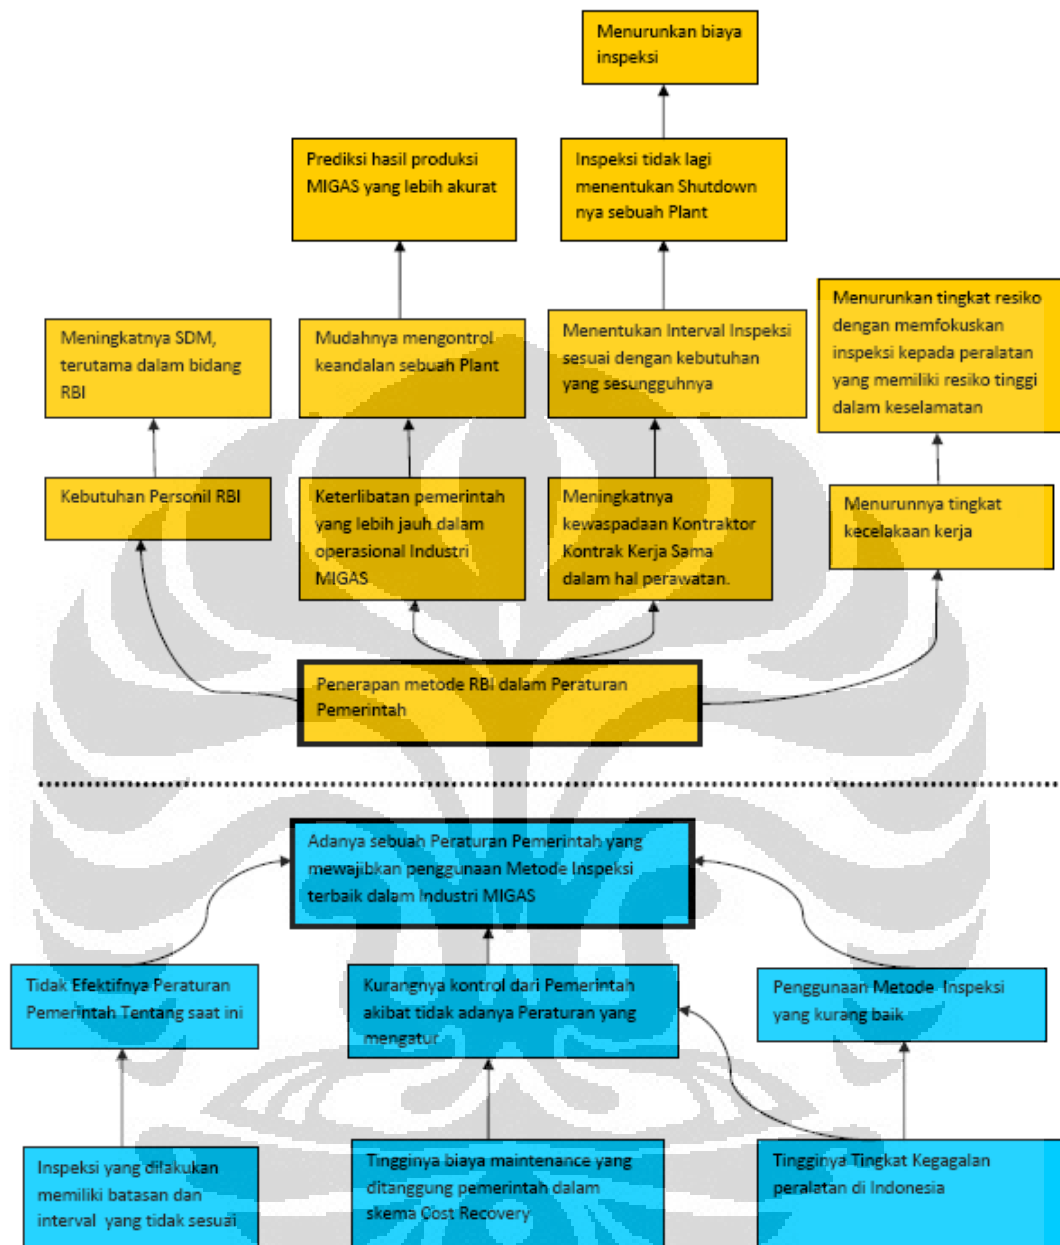 Menurunkan biaya
inspeksi
Prediksi hasil produksi
MIGAS yang lebih akurat
Inspeksi tidak lagi
menentukan Shutdown
nya sebuah Plant
Meningkatnya SDM,
terutama dalam bidang
RBI
Mudahnya mengontrol
keandalan sebuah Plant
Menentukan Interval Inspeksi
sesuai dengan kebutuhan
yang sesungguhnya
Menurunkan tingkat resiko
dengan memfokuskan
inspeksi kepada peralatan
yang memiliki resiko tinggi
dalam keselamatan
Kebutuhan Personil RBI
Keterlibatan pemerintah
yang lebih jauh dalam
operasional Industri
MIGAS
Meningkatnya
kewaspadaan Kontraktor
Kontrak Kerja Sama
dalam hal perawatan.
Menurunnya tingkat
kecelakaan kerja
Penerapan metode RBI dalam Peraturan
Pemerintah
Adanya sebuah Peraturan Pemerintah yang
mewajibkan penggunaan Metode Inspeksi
terbaik dalam Industri MIGAS
Tidak Efektifnya Peraturan
Pemerintah Tentang saat ini
Kurangnya kontrol dari Pemerintah
akibat tidak adanya Peraturan yang
mengatur
Penggunaan Metode Inspeksi
yang kurang baik
Inspeksi yang dilakukan
memiliki batasan dan
interval yang tidak sesuai
Tingginya biaya maintenance yang
ditanggung pemerintah dalam
skema Cost Recovery
Tingginya Tingkat Kegagalan
peralatan di Indonesia